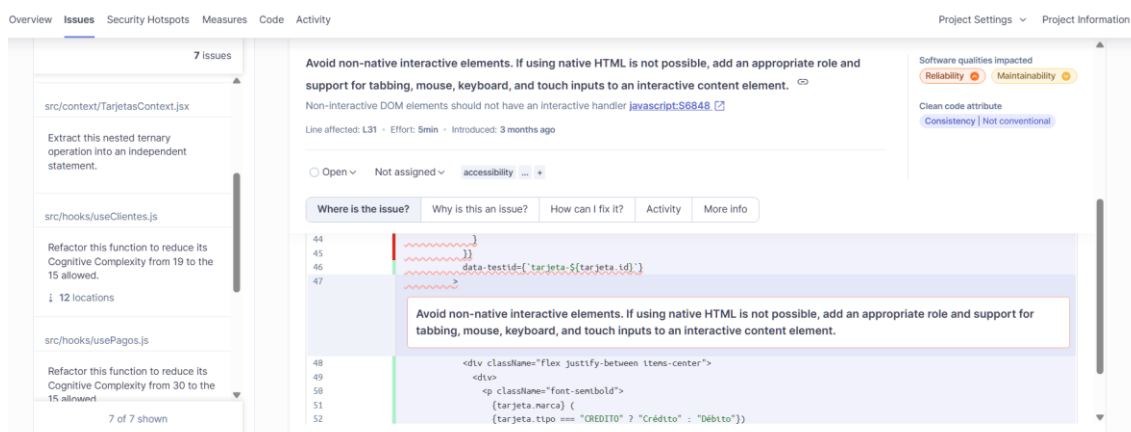 Overview Issues Security Hotspots Measures Code Activity Project Settings Project Information
7 issues
src/context/TarjetasContext.jsx
Extract this nested ternary
operation into an independent
statement.
src/hooks/useClientes.js
Refactor this function to reduce its
Cognitive Complexity from 19 to the
15 allowed.
12 locations
src/hooks/usePagos.js
Refactor this function to reduce its
Cognitive Complexity from 30 to the
15 allowed.
7 of 7 shown
Avoid non-native interactive elements. If using native HTML is not possible, add an appropriate role and
support for tabbing, mouse, keyboard, and touch inputs to an interactive content element.
Non-interactive DOM elements should not have an interactive handler javascript:S6848
Line affected: L31 • Effort: 5min • Introduced: 3 months ago
Open Not assigned accessibility ... +
Software qualities impacted
Reliability Maintainability
Clean code attribute
Consistency | Not conventional
Where is the issue? Why is this an issue? How can I fix it? Activity More info
44 }
45 }}
46 data-testid={`tarjeta-${tarjeta.id}`}
47 >
Avoid non-native interactive elements. If using native HTML is not possible, add an appropriate role and support for
tabbing, mouse, keyboard, and touch inputs to an interactive content element.
48 <div className="flex justify-between items-center">
49 <div>
50 <p className="font-semibold">
51 {tarjeta.marca} (
52 {tarjeta.tipo === "CREDITO" ? "Crédito" : "Débito"})